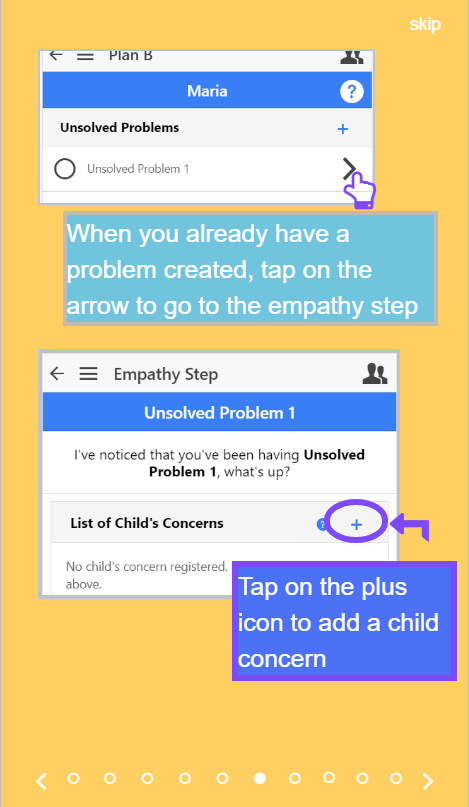 skip
Plan B
Maria
?
Unsolved Problems
+
Unsolved Problem 1
When you already have a
problem created, tap on the
arrow to go to the empathy step
Empathy Step
Unsolved Problem 1
I've noticed that you've been having Unsolved
Problem 1, what's up?
List of Child's Concerns
?
+
No child's concern registered.
above.
Tap on the plus
icon to add a child
concern